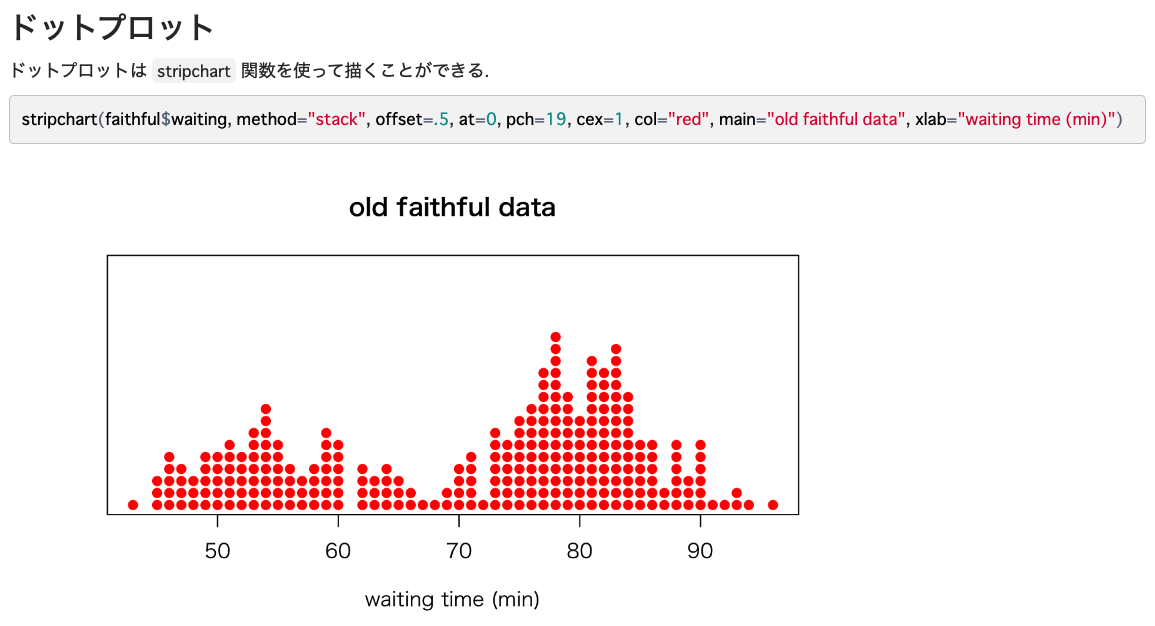 ドットプロット
ドットプロットは stripchart 関数を使って描くことができる.
stripchart(faithful$waiting, method="stack", offset=.5, at=0, pch=19, cex=1, col="red", main="old faithful data", xlab="waiting time (min)")
old faithful data
50 60 70 80 90
waiting time (min)